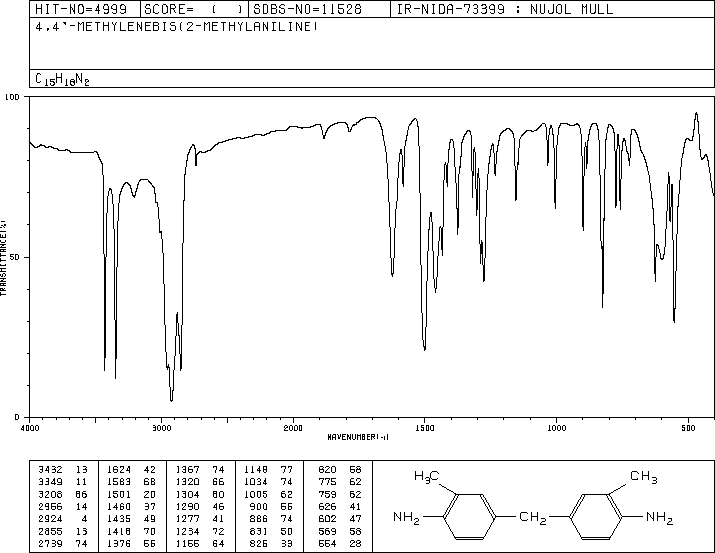 HIT-NO=4999 SCORE= ( ) SDBS-NO=11528 IR-NIDA-73399 : NUJOL MULL
4,4'-METHYLENEBIS(2-METHYLANILINE)
C15H18N2
100
50
0
TRANSMITTANCE(%)
4000 3000 2000 1500 1000 500
WAVENUMBER(-1)
3432 13 1624 42 1367 74 1148 77 820 58
3349 11 1583 68 1320 66 1034 74 775 62
3208 66 1501 20 1304 60 1005 62 759 62
2956 14 1460 37 1290 46 900 56 626 41
2924 4 1435 49 1277 41 886 74 602 47
2855 13 1418 70 1234 72 831 50 569 58
2739 74 1376 55 1155 64 826 33 554 28
H3C CH3
NH2 CH2 NH2